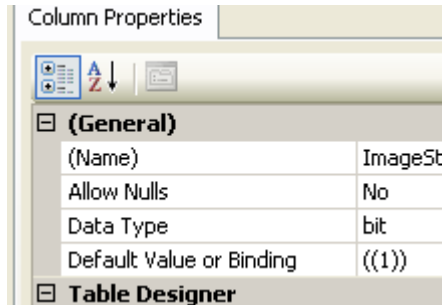 Column Properties
(General)
(Name) ImageSt
Allow Nulls No
Data Type bit
Default Value or Binding ((1))
Table Designer